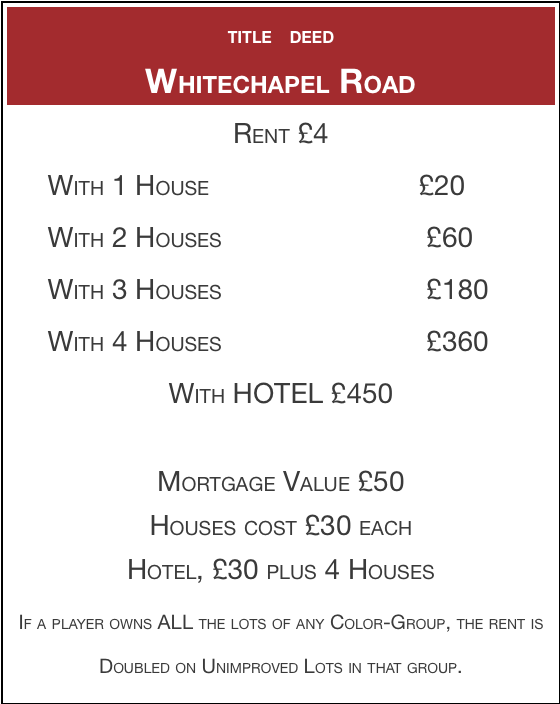 TITLE DEED
WHITECHAPEL ROAD
RENT £4
WITH 1 HOUSE £20
WITH 2 HOUSES £60
WITH 3 HOUSES £180
WITH 4 HOUSES £360
WITH HOTEL £450
MORTGAGE VALUE £50
HOUSES COST £30 EACH
HOTEL, £30 PLUS 4 HOUSES
IF A PLAYER OWNS ALL THE LOTS OF ANY COLOR-GROUP, THE RENT IS
DOUBLED ON UNIMPROVED LOTS IN THAT GROUP.